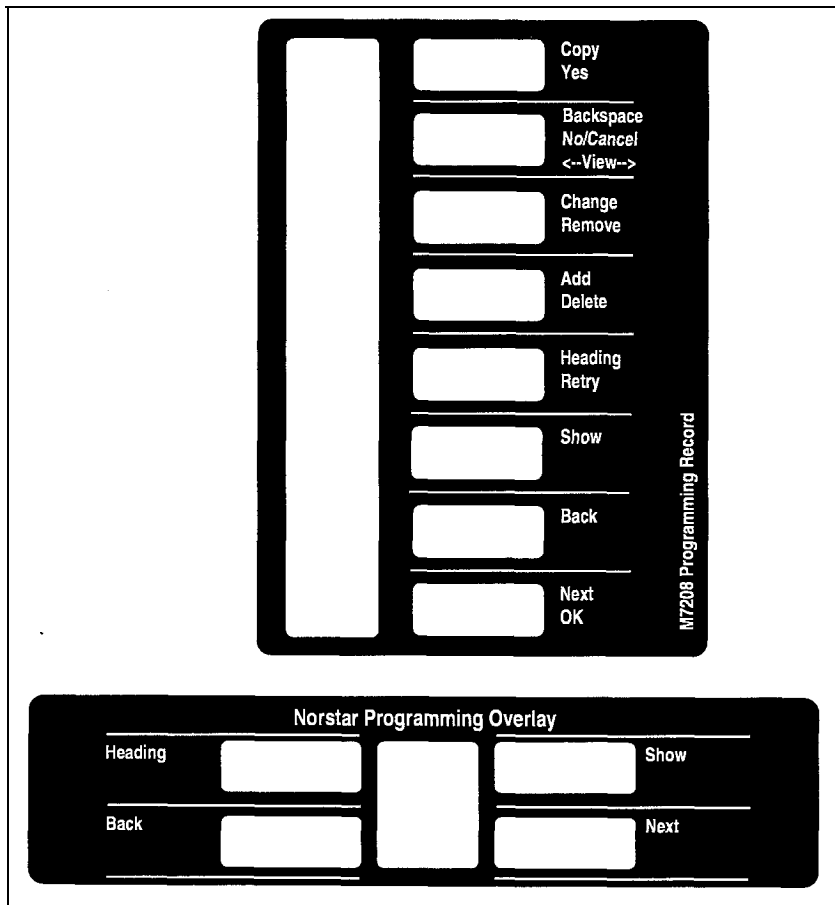 Copy
Yes
Backspace
No/Cancel
<--View-->
Change
Remove
Add
Delete
Heading
Retry
Show
Back
Next
OK
M7208 Programming Record
Norstar Programming Overlay
Heading
Show
Back
Next